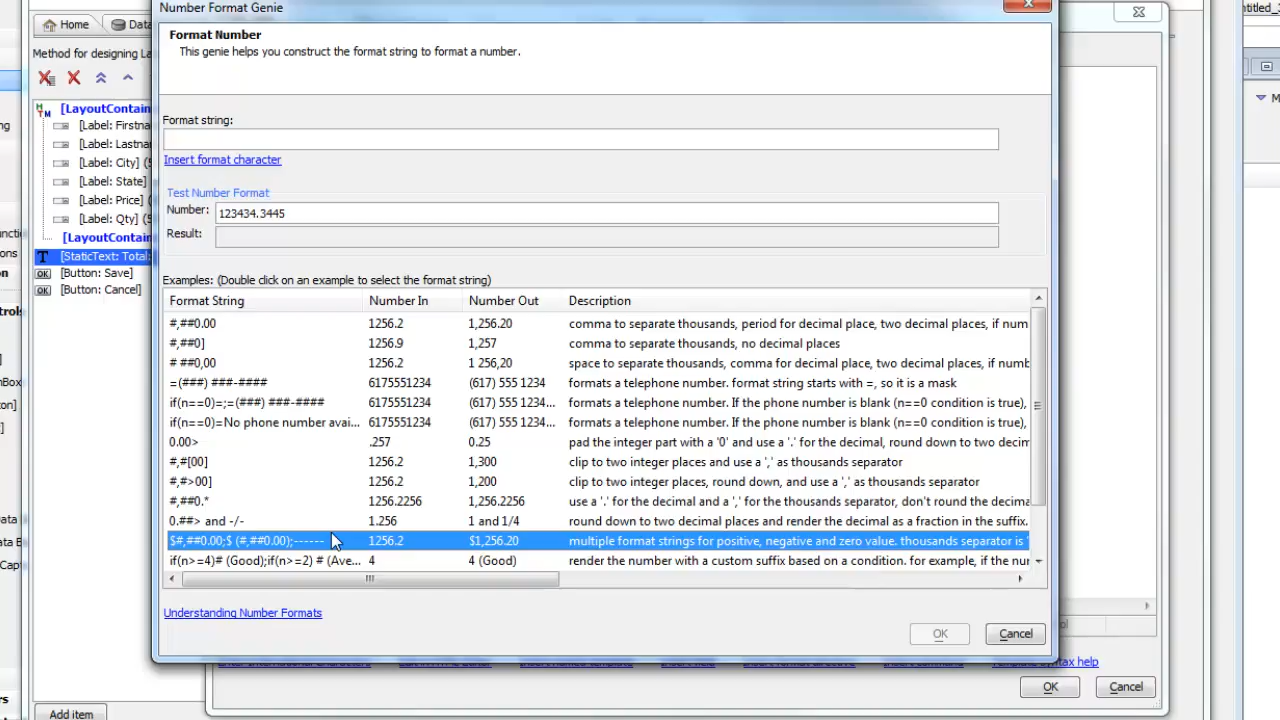 Number Format Genie
Home
Data
Method for designing La
[LayoutContain
[Label: Firstna
[Label: Lastna
[Label: City] (S
[Label: State]
[Label: Price] (
[Label: Qty] (S
[LayoutContain
[StaticText: Total:
[Button: Save]
[Button: Cancel]
Add item
Format Number
This genie helps you construct the format string to format a number.
Format string:
Insert format character
Test Number Format
Number: 123434.3445
Result:
Examples: (Double click on an example to select the format string)
Format String Number In Number Out Description
#,##0.00 1256.2 1,256.20 comma to separate thousands, period for decimal place, two decimal places, if num
#,##0] 1256.9 1,257 comma to separate thousands, no decimal places
# ##0,00 1256.2 1 256,20 space to separate thousands, comma for decimal place, two decimal places, if numb
=(###) ###-#### 6175551234 (617) 555 1234 formats a telephone number. format string starts with =, so it is a mask
if(n==0)=;=(###) ###-#### 6175551234 (617) 555 1234... formats a telephone number. If the phone number is blank (n==0 condition is true),
if(n==0)=No phone number avai... 6175551234 (617) 555 1234... formats a telephone number. If the phone number is blank (n==0 condition is true),
0.00> .257 0.25 pad the integer part with a '0' and use a '.' for the decimal, round down to two decim
#,#[00] 1256.2 1,300 clip to two integer places and use a ',' as thousands separator
#,#>00] 1256.2 1,200 clip to two integer places, round down, and use a ',' as thousands separator
#,##0.* 1256.2256 1,256.2256 use a '.' for the decimal and a ',' for the thousands separator, don't round the decima
0.##> and -/- 1.256 1 and 1/4 round down to two decimal places and render the decimal as a fraction in the suffix.
$#,##0.00;$ (#,##0.00);------ 1256.2 $1,256.20 multiple format strings for positive, negative and zero value. thousands separator is '
if(n>=4)# (Good);if(n>=2) # (Ave... 4 4 (Good) render the number with a custom suffix based on a condition. for example, if the num
Understanding Number Formats
OK Cancel
OK Cancel